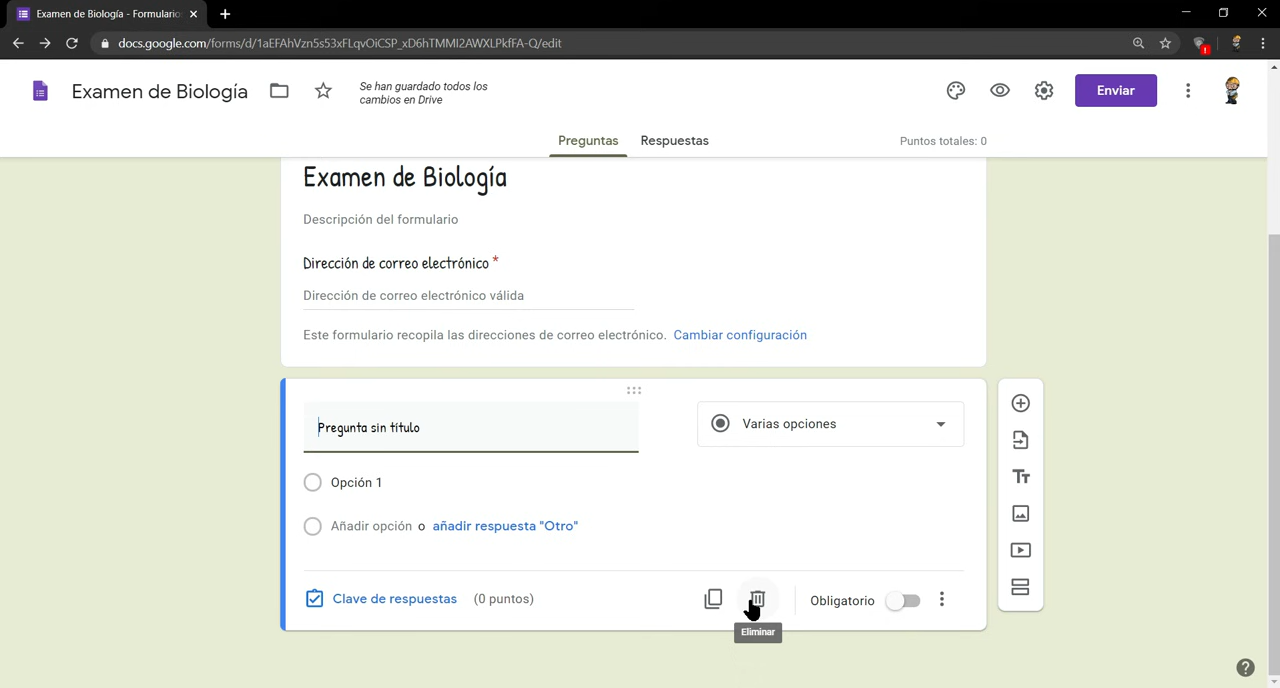 Examen de Biología - Formulario
docs.google.com/forms/d/1aEFAhVzn5s53xFLqvOiCSP_xD6hTMMI2AWXLPkfFA-Q/edit
Examen de Biología
Se han guardado todos los
cambios en Drive
Enviar
Preguntas
Respuestas
Puntos totales: 0
Examen de Biología
Descripción del formulario
Dirección de correo electrónico *
Dirección de correo electrónico válida
Este formulario recopila las direcciones de correo electrónico. Cambiar configuración
Pregunta sin título
Varias opciones
Opción 1
Añadir opción o añadir respuesta "Otro"
Clave de respuestas (0 puntos)
Obligatorio
Eliminar